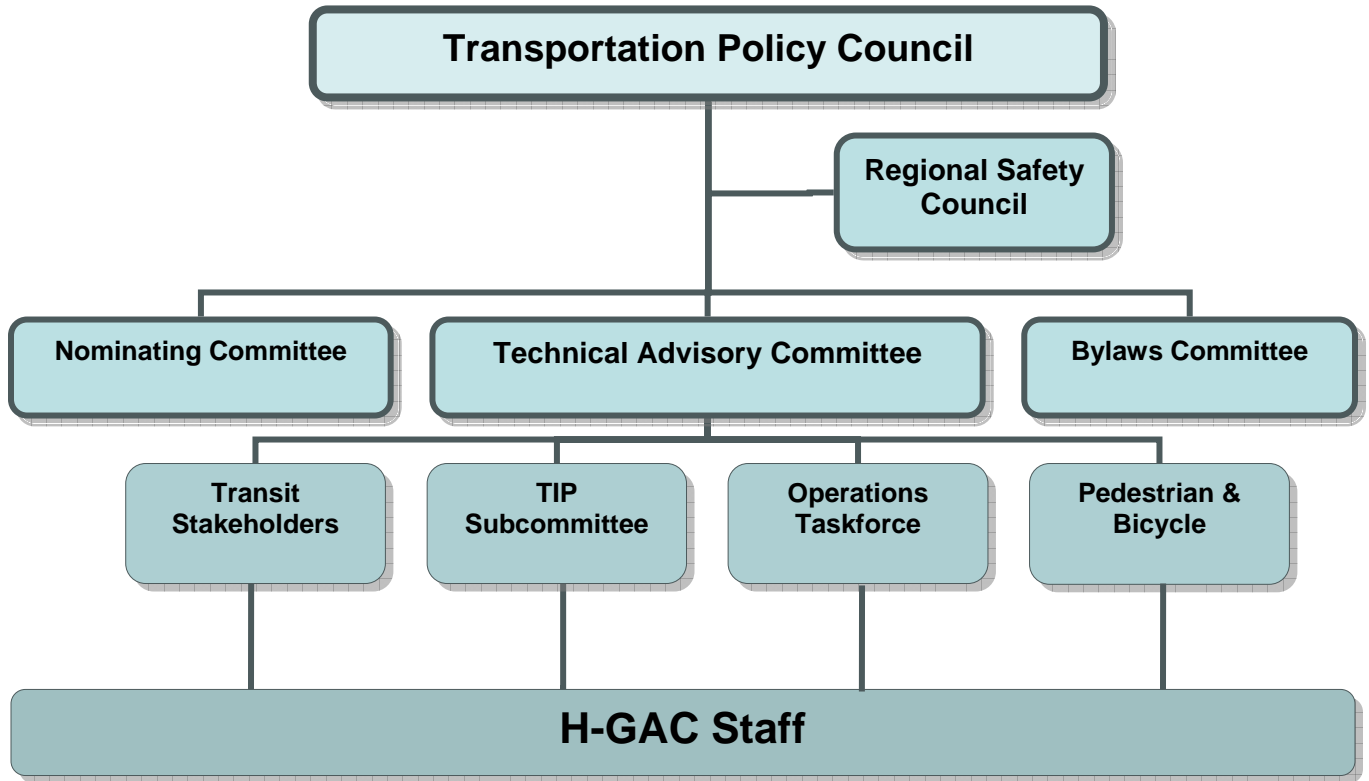 Transportation Policy Council
Regional Safety
Council
Nominating Committee
Technical Advisory Committee
Bylaws Committee
Transit
Stakeholders
TIP
Subcommittee
Operations
Taskforce
Pedestrian &
Bicycle
H-GAC Staff